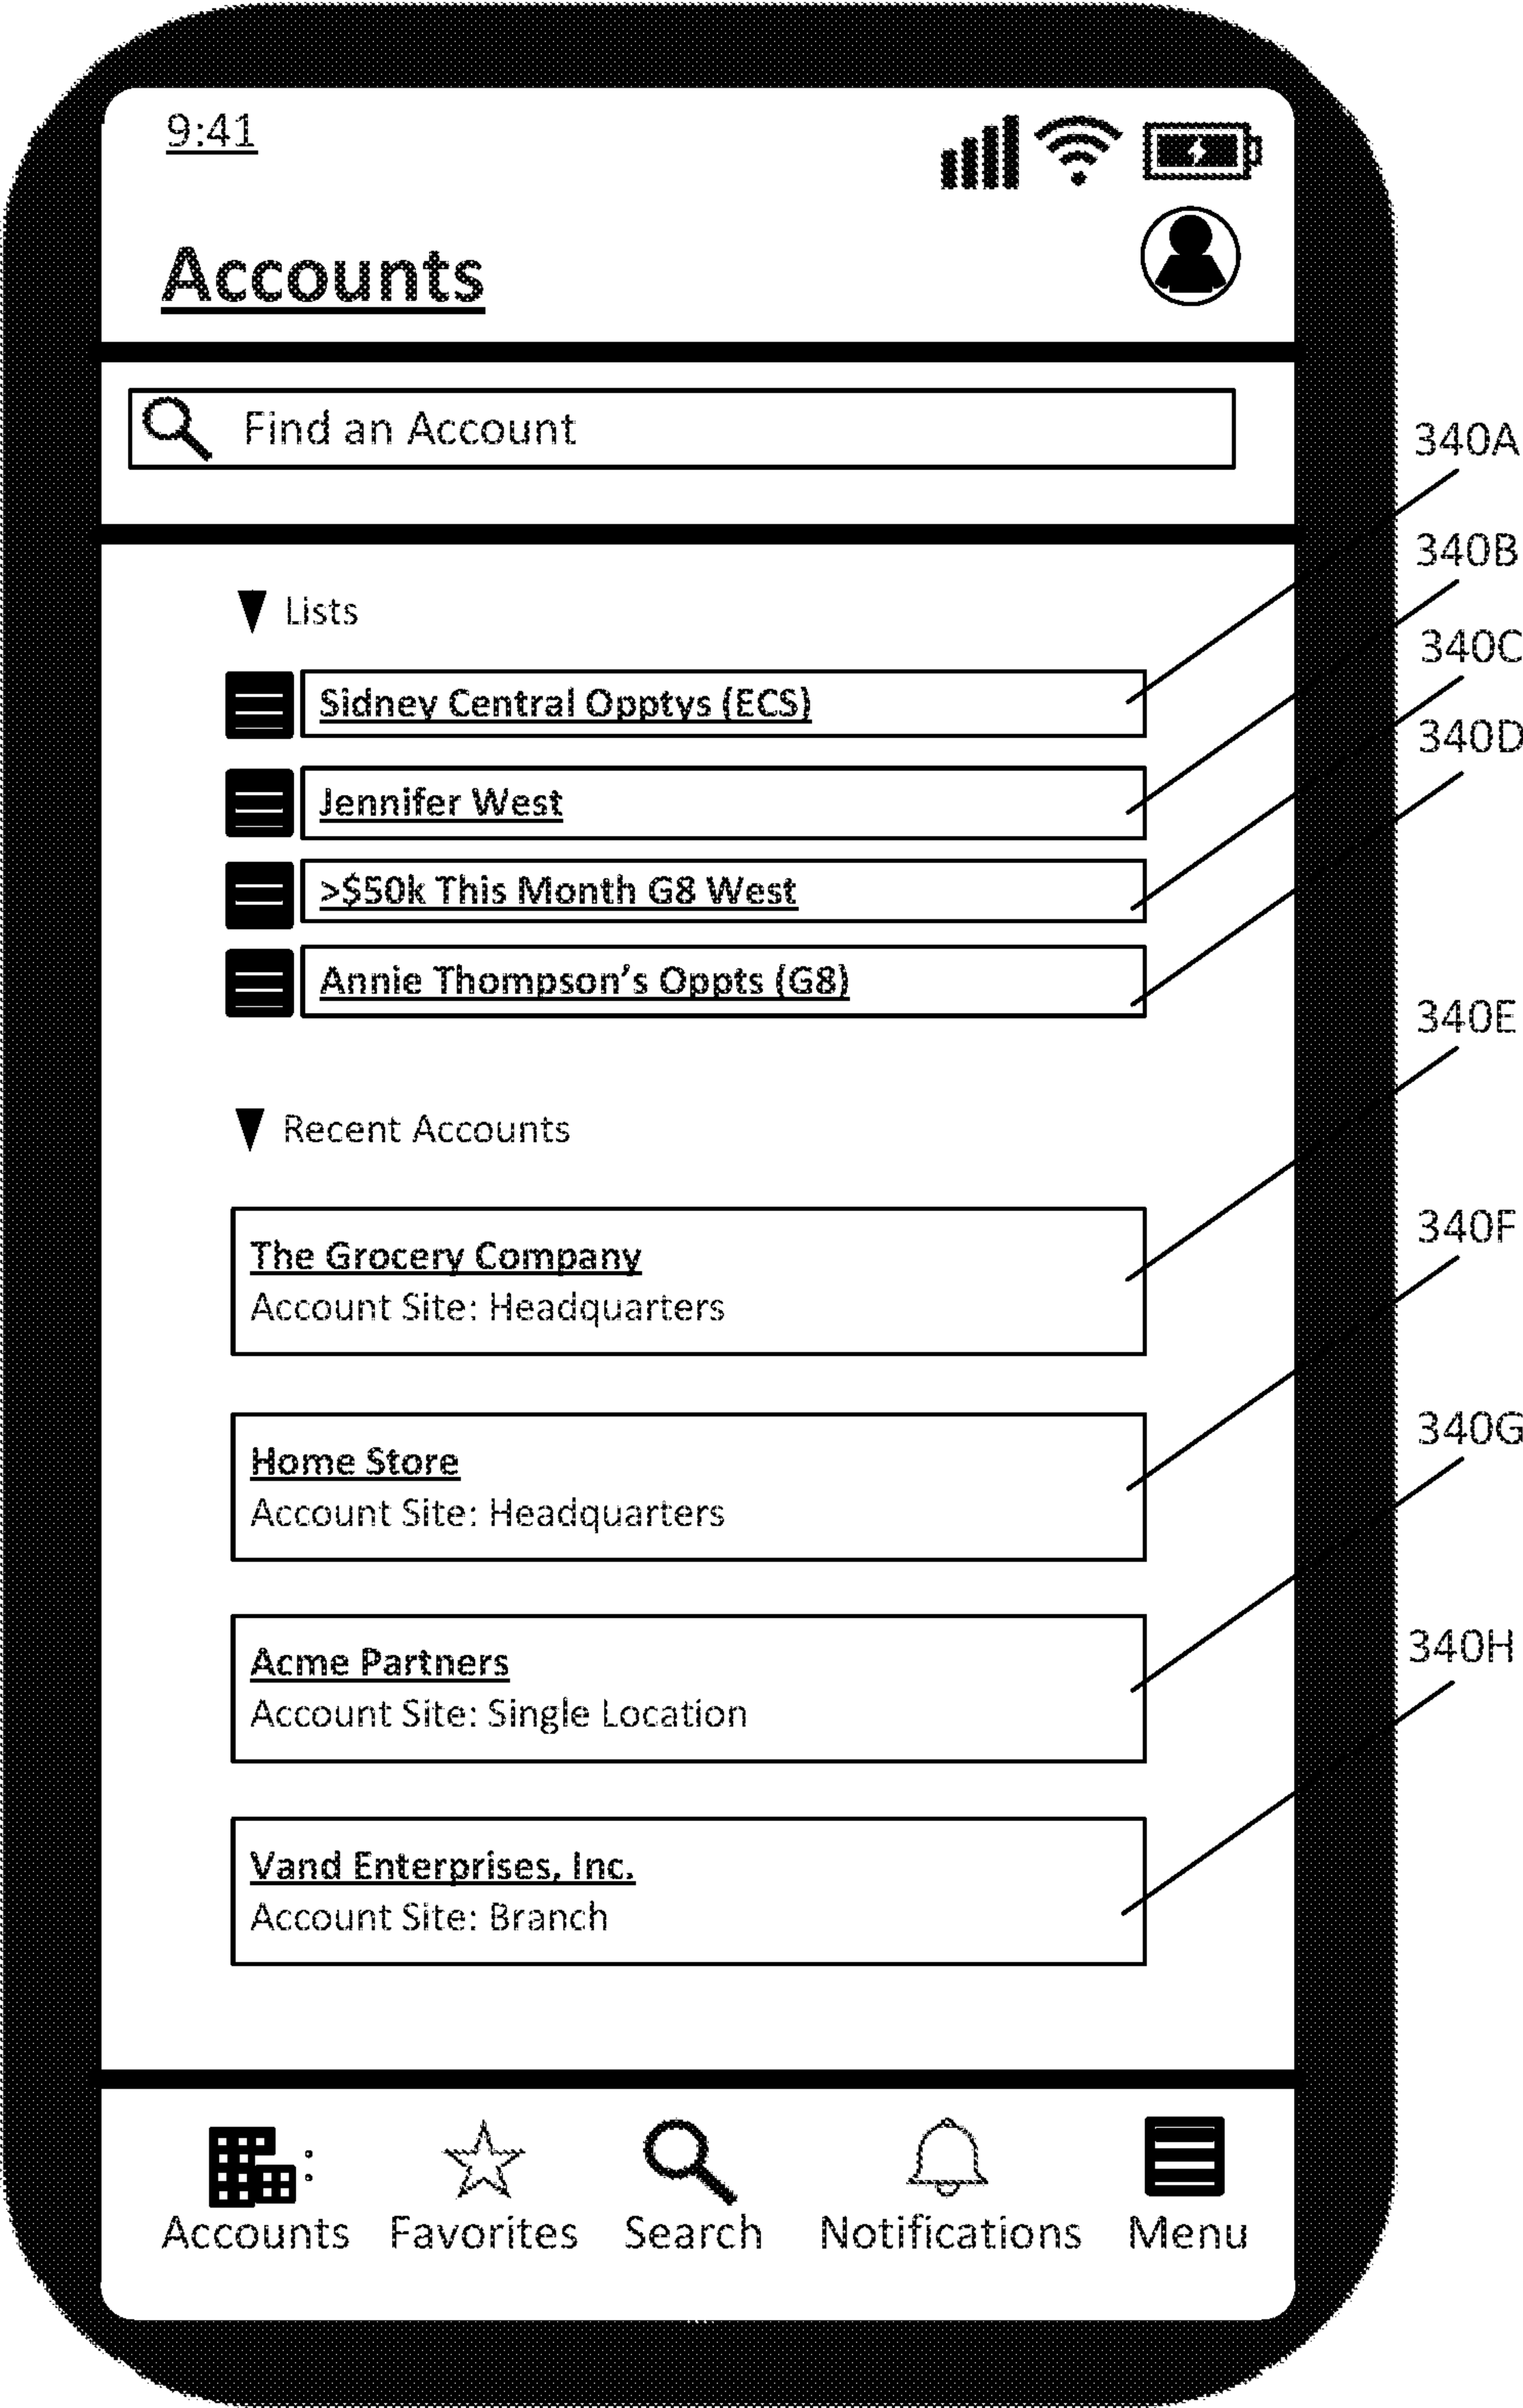 9:41
Accounts
Find an Account
340A
340B
340C
340D
Lists
Sidney Central Opptys (ECS)
Jennifer West
>$50k This Month G8 West
Annie Thompson’s Oppts (G8)
340E
Recent Accounts
The Grocery Company
Account Site: Headquarters
340F
Home Store
Account Site: Headquarters
340G
Acme Partners
Account Site: Single Location
340H
Vand Enterprises, Inc.
Account Site: Branch
Accounts Favorites Search Notifications Menu